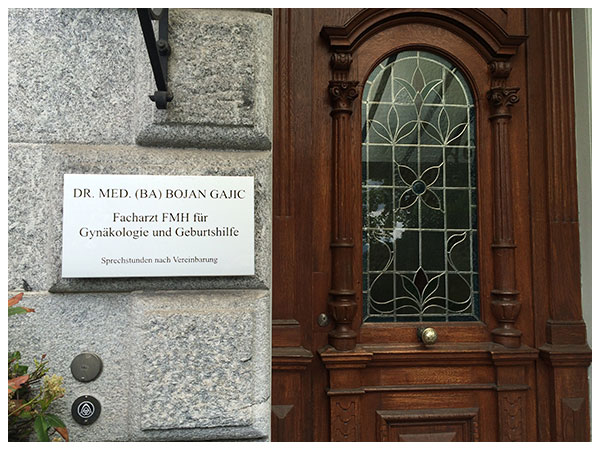 DR. MED. (BA) BOJAN GAJIC
Facharzt FMH für
Gynäkologie und Geburtshilfe
Sprechstunden nach Vereinbarung